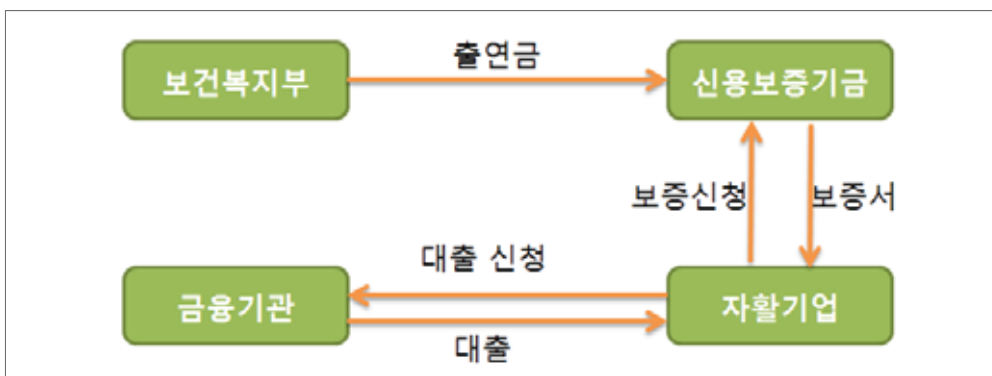 보건복지부
출연금
신용보증기금
보증신청
보증서
대출 신청
금융기관
자활기업
대출